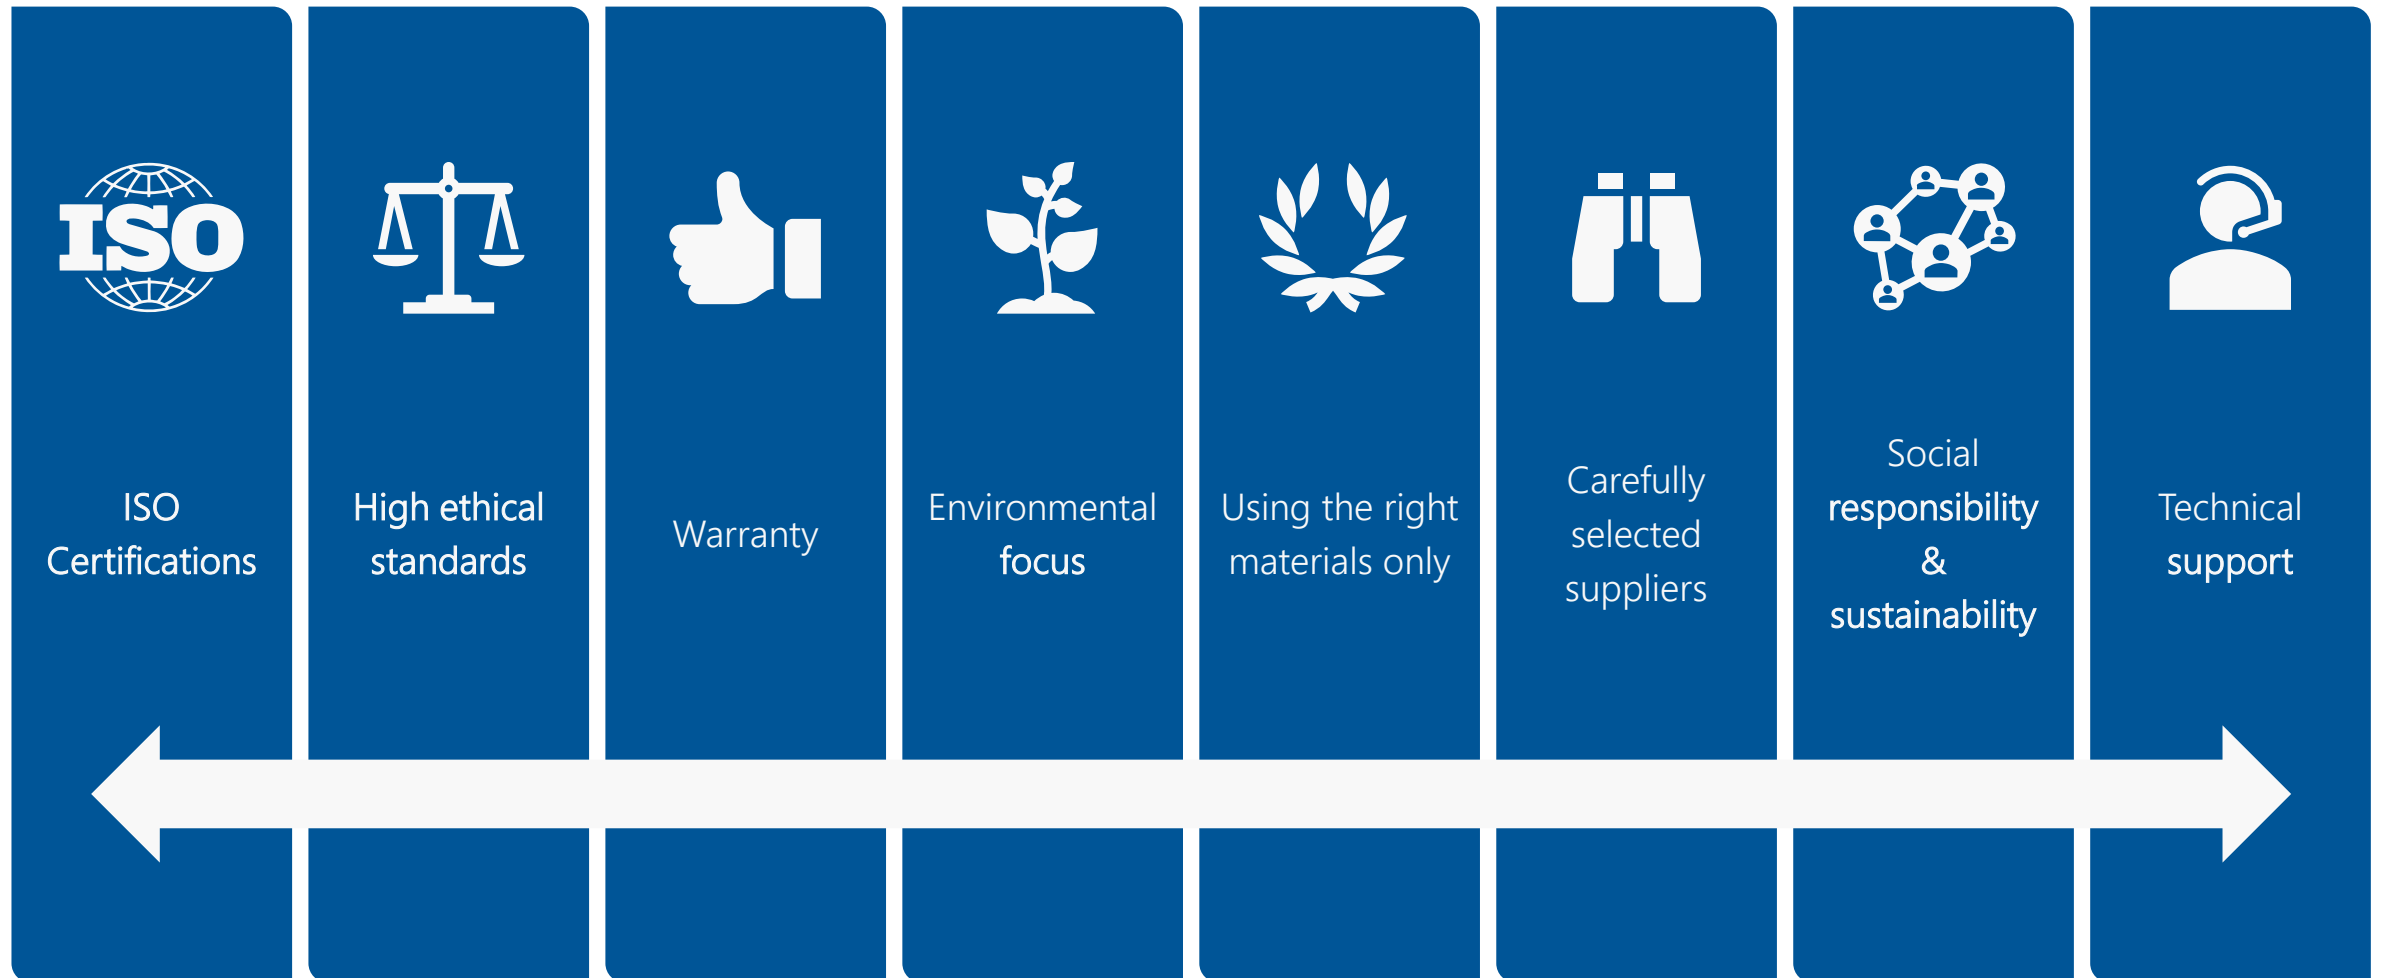 ISO
ISO
Certifications
High ethical
standards
Warranty
Environmental
focus
Using the right
materials only
Carefully
selected
suppliers
Social
responsibility
&
sustainability
Technical
support